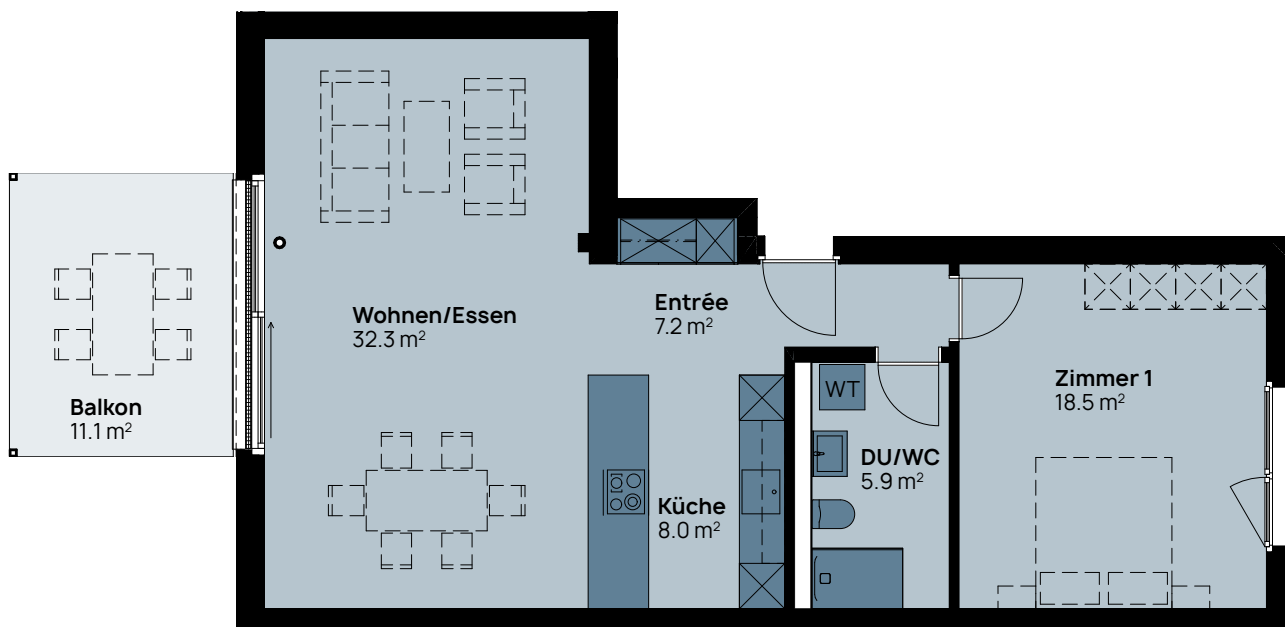 Wohnen/Essen
32.3 m²
Entrée
7.2 m²
Balkon
11.1 m²
Küche
8.0 m²
WT
DU/WC
5.9 m²
Zimmer 1
18.5 m²